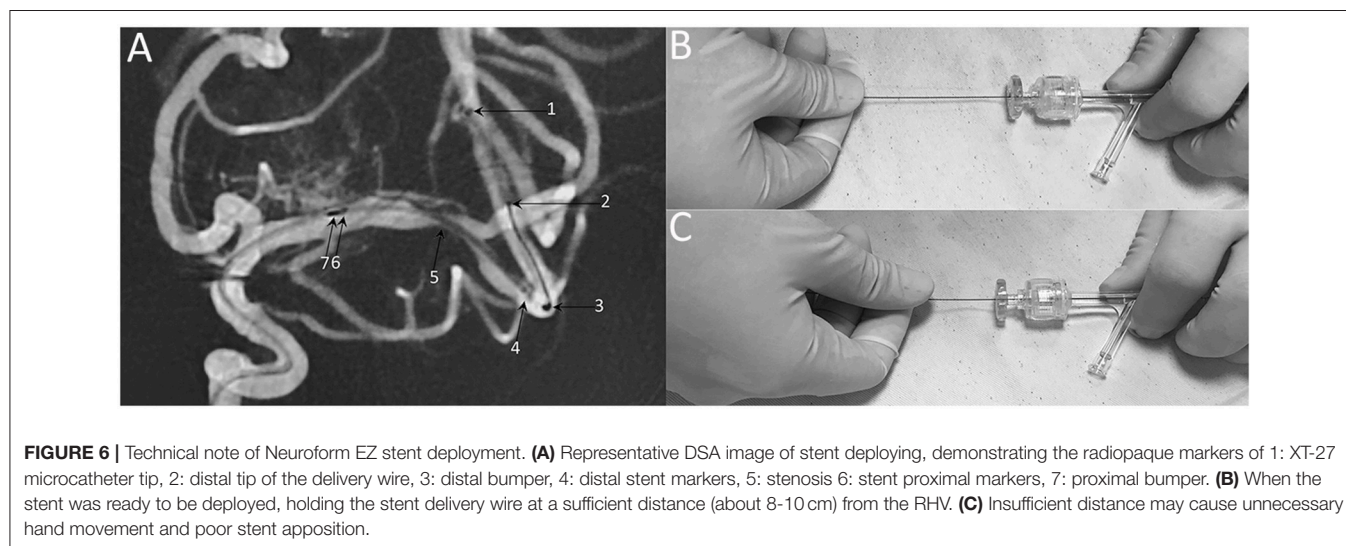 A
B
1
2
76
5
3
4
C
FIGURE 6 | Technical note of Neuroform EZ stent deployment. (A) Representative DSA image of stent deploying, demonstrating the radiopaque markers of 1: XT-27
microcatheter tip, 2: distal tip of the delivery wire, 3: distal bumper, 4: distal stent markers, 5: stenosis 6: stent proximal markers, 7: proximal bumper. (B) When the
stent was ready to be deployed, holding the stent delivery wire at a sufficient distance (about 8-10 cm) from the RHV. (C) Insufficient distance may cause unnecessary
hand movement and poor stent apposition.